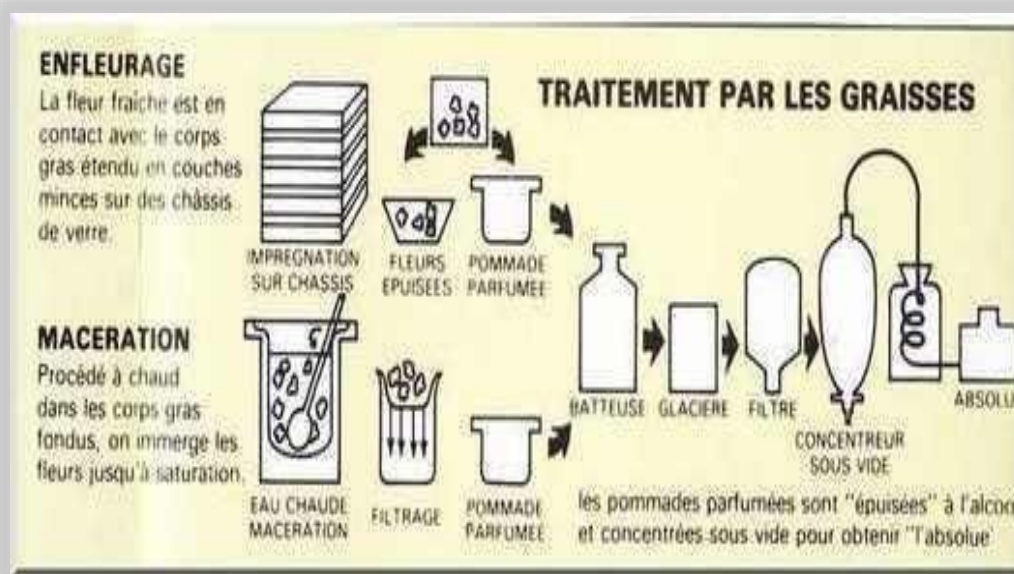 ENFLEURAGE
La fleur fraîche est en
contact avec le corps
gras étendu en couches
minces sur des châssis
de verre.
TRAITEMENT PAR LES GRAISSES
IMPREGNATION
SUR CHASSIS
FLEURS
EPUISEES
POMMADE
PARFUMEE
MACERATION
Procédé à chaud
dans les corps gras
fondus, on immerge les
fleurs jusqu'à saturation.
EAU CHAUDE
MACERATION
FILTRAGE
POMMADE
PARFUMEE
BATTEUSE
GLACIERE
FILTRE
CONCENTREUR
SOUS VIDE
ABSOLU
les pommades parfumées sont "épuisées" à l'alcoo
et concentrées sous vide pour obtenir "l'absolue"